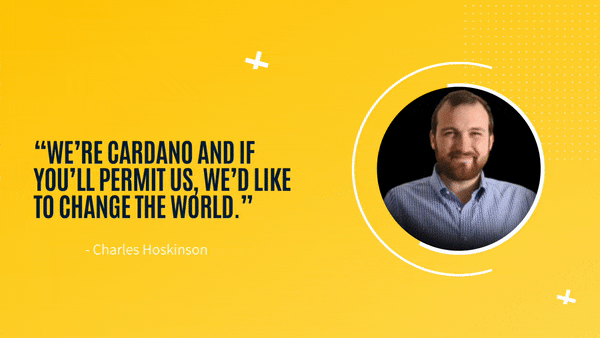 “WE’RE CARDANO AND IF
YOU’LL PERMIT US, WE’D LIKE
TO CHANGE THE WORLD.”
- Charles Hoskinson